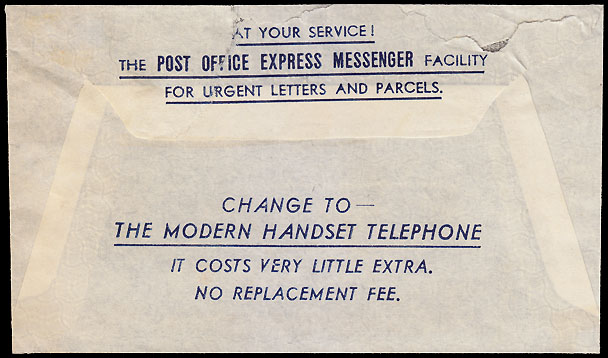 AT YOUR SERVICE!
THE POST OFFICE EXPRESS MESSENGER FACILITY
FOR URGENT LETTERS AND PARCELS.
CHANGE TO—
THE MODERN HANDSET TELEPHONE
IT COSTS VERY LITTLE EXTRA.
NO REPLACEMENT FEE.